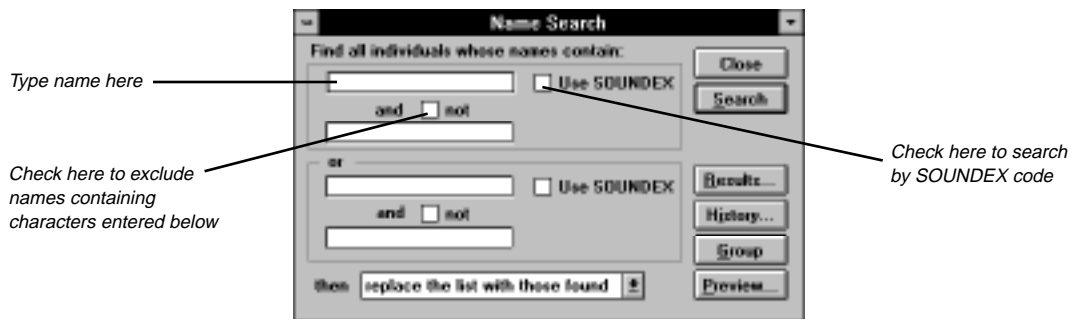 Name Search
Find all individuals whose names contain:
Type name here
Use SOUNDEX
Close
Search
and not
Check here to exclude
names containing
characters entered below
Check here to search
by SOUNDEX code
or
Use SOUNDEX
Results...
and not
History...
Group
then replace the list with those found
Preview...